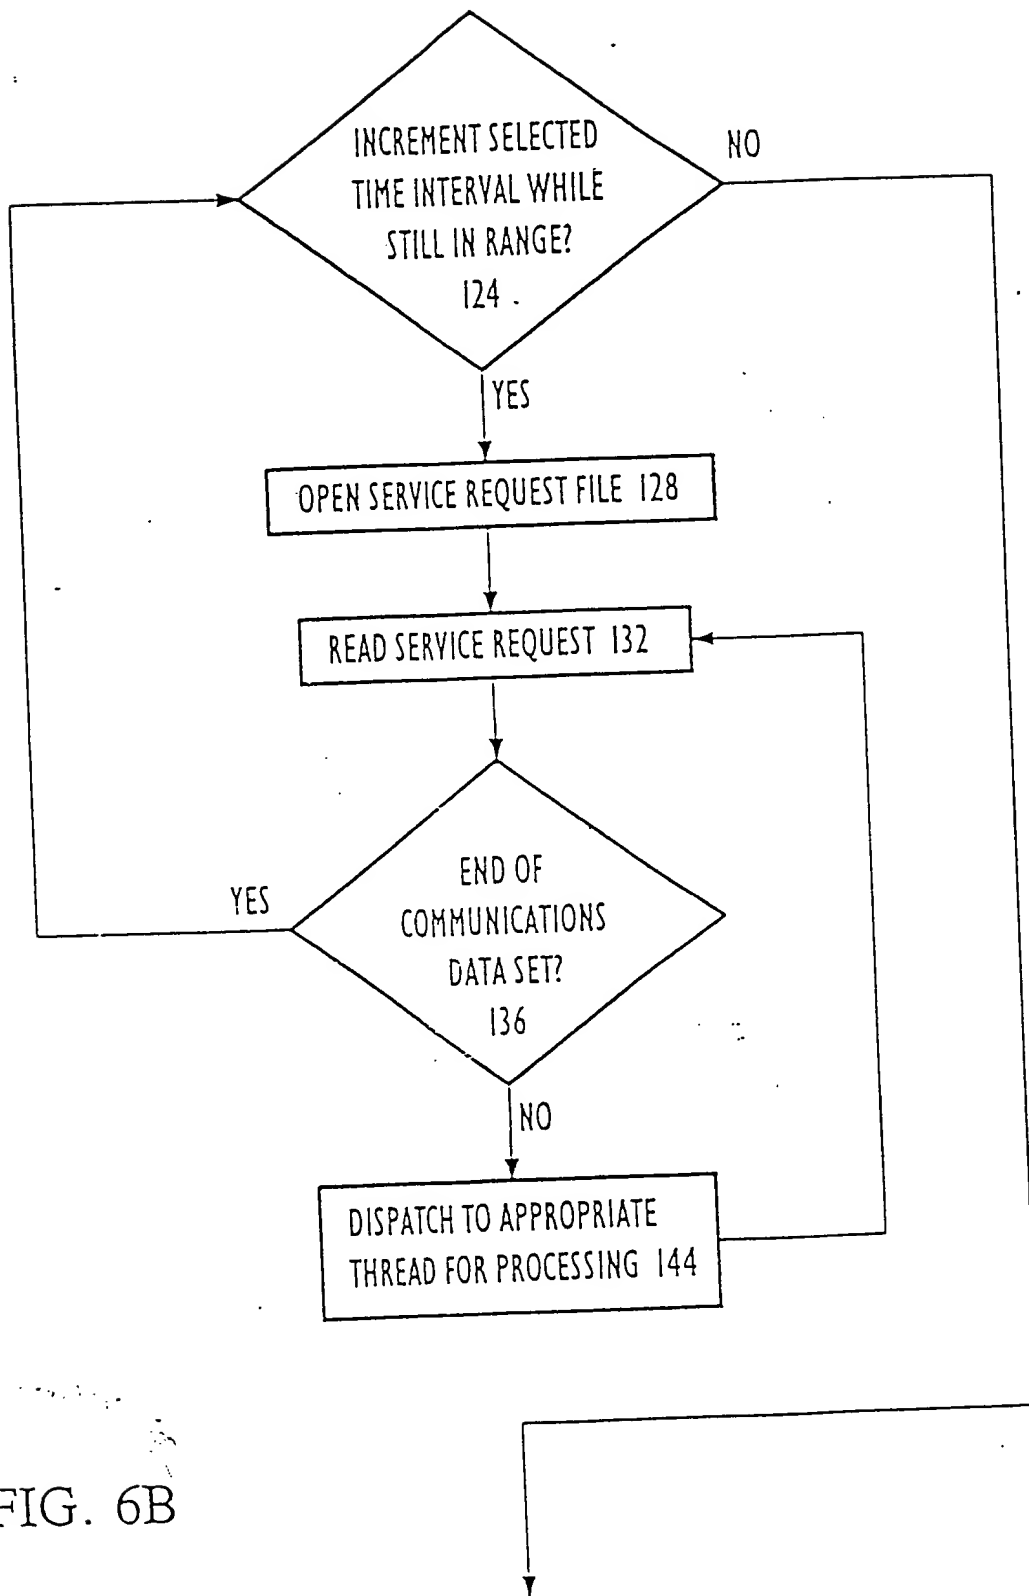 INCREMENT SELECTED
TIME INTERVAL WHILE
STILL IN RANGE?
124
NO
YES
OPEN SERVICE REQUEST FILE 128
READ SERVICE REQUEST 132
END OF
COMMUNICATIONS
DATA SET?
136
YES
NO
DISPATCH TO APPROPRIATE
THREAD FOR PROCESSING 144
FIG. 6B